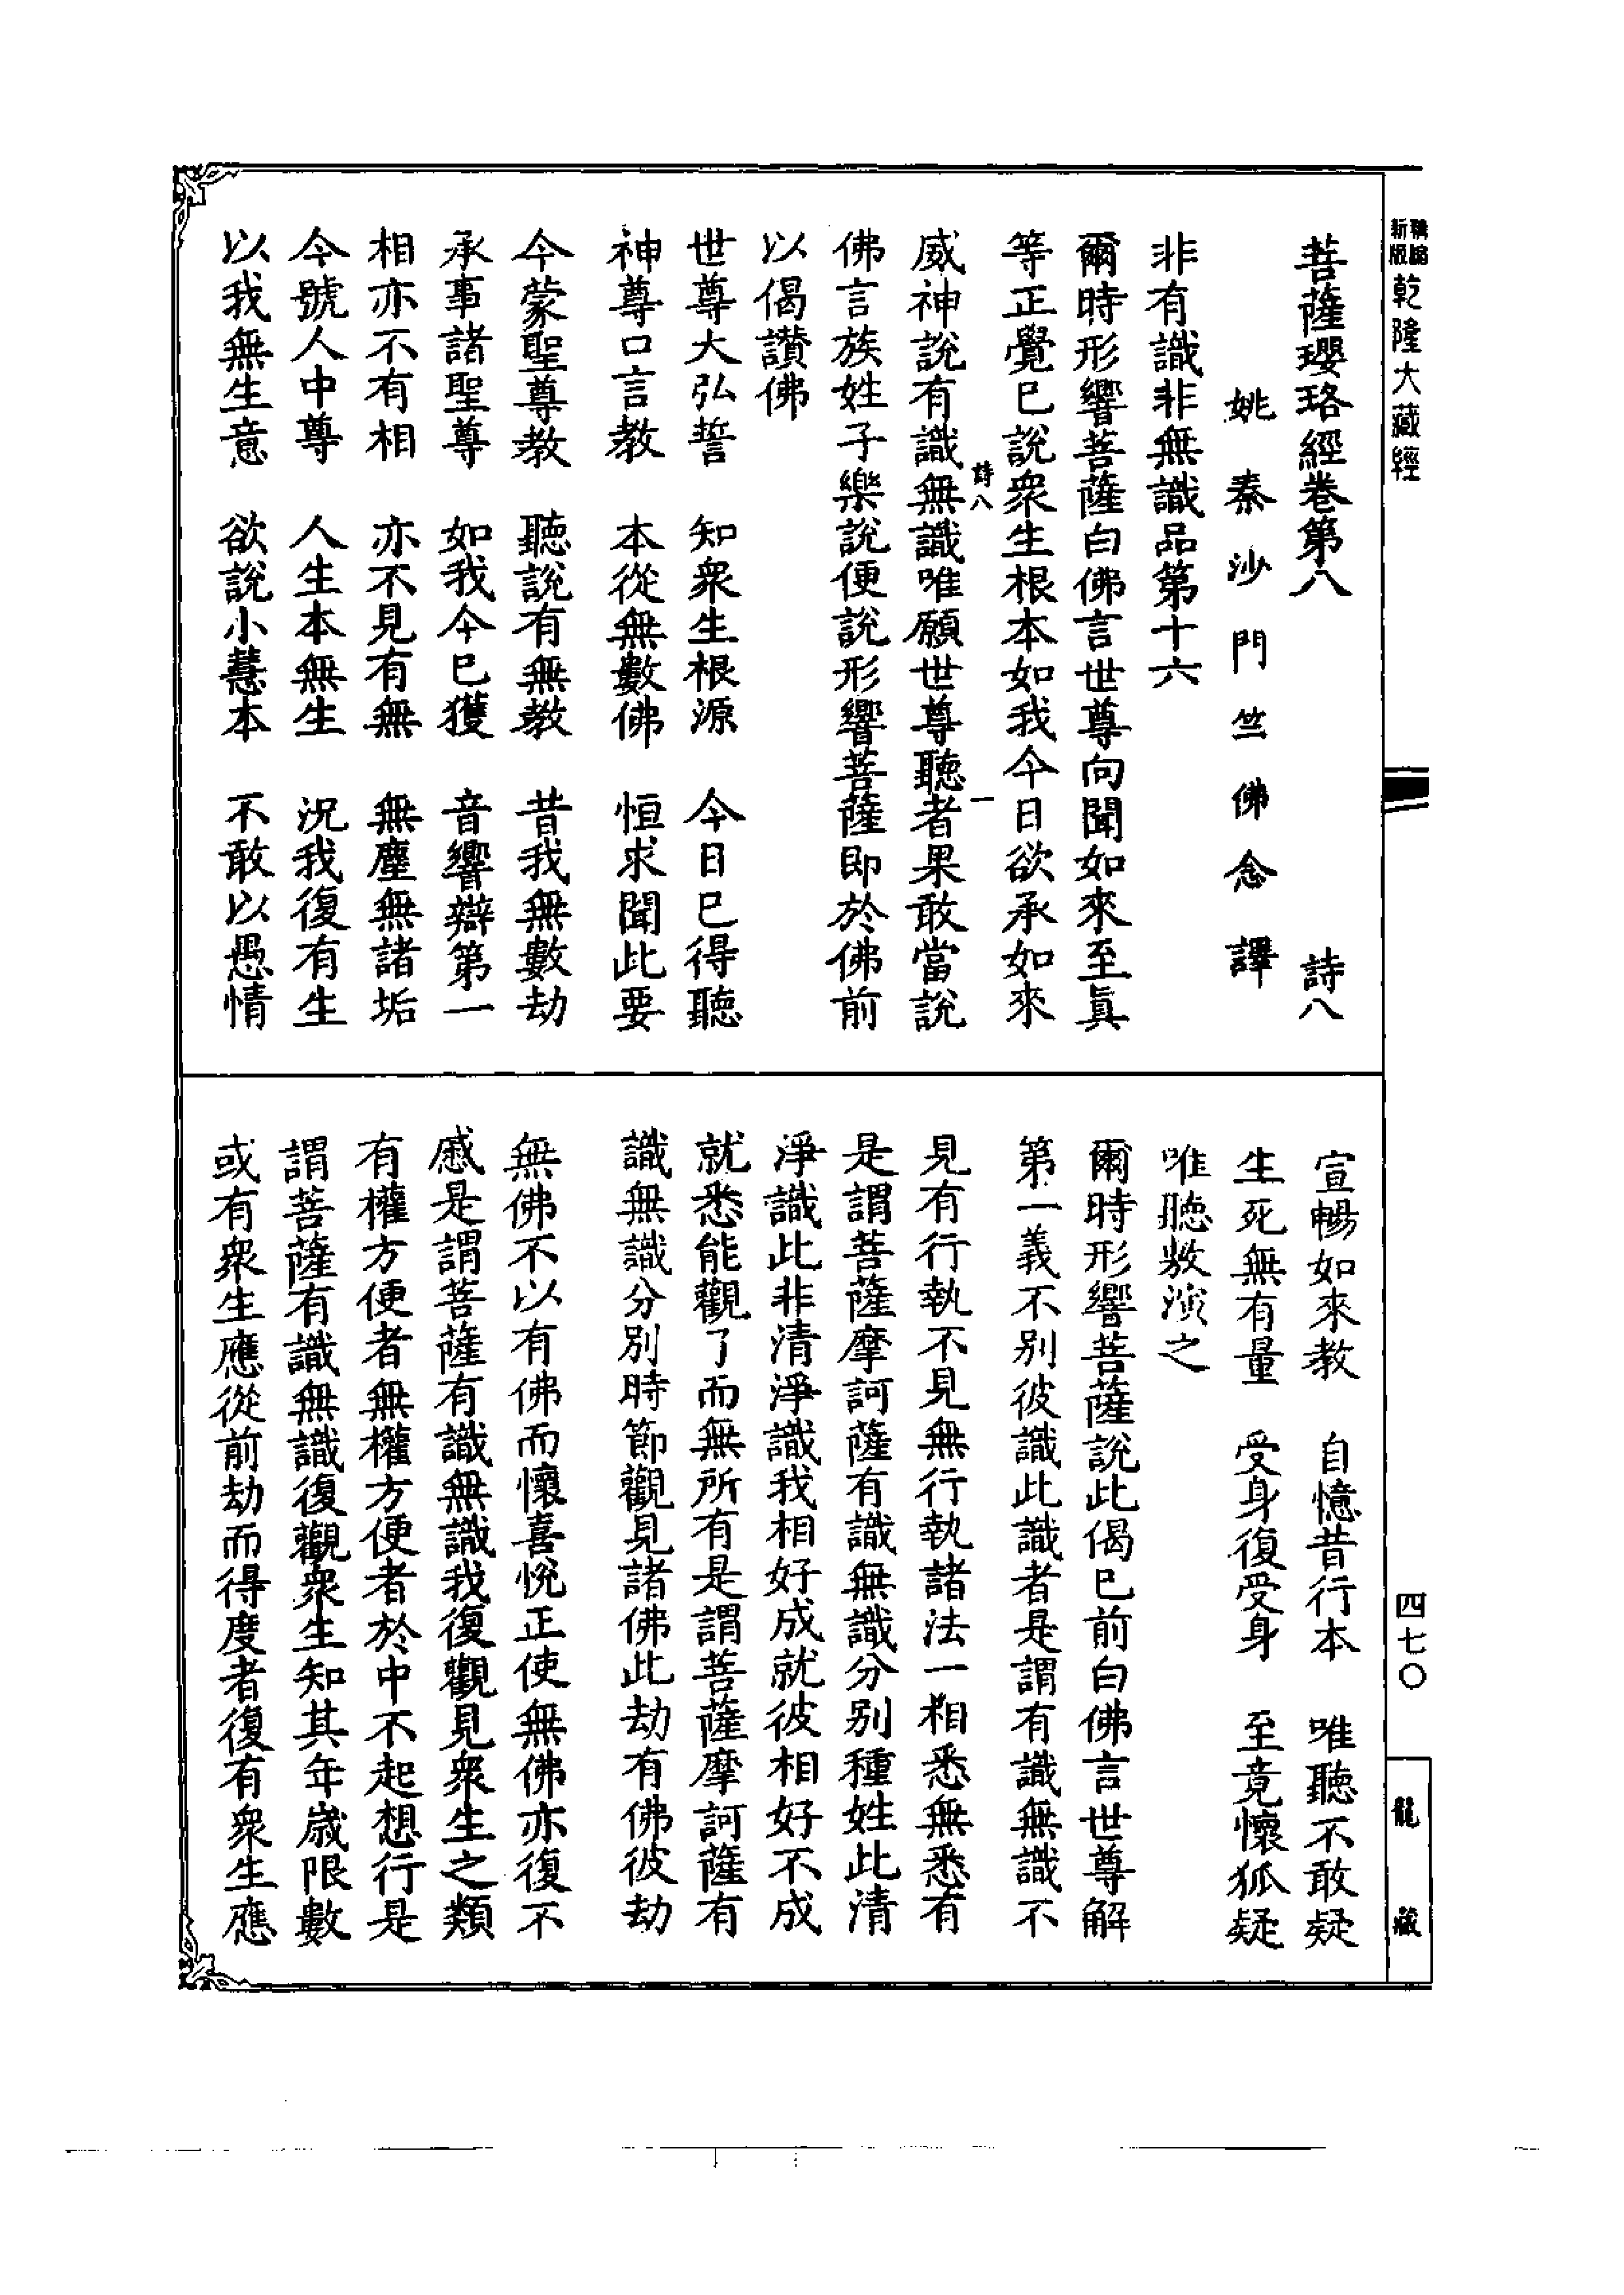 新版精縮乾隆大藏經
菩薩瓔珞經卷第八　詩八
姚秦沙門竺佛念譯
非有識非無識品第十六
爾時形響菩薩白佛言世尊向聞如來至真
等正覺已說衆生根本如我今日欲承如來
詩八　一
威神說有識無識唯願世尊聽者果敢當說
佛言族姓子樂說便說形響菩薩即於佛前
以偈讚佛
世尊大弘誓　知衆生根源　今日已得聽
神尊口言教　本從無數佛　恒求聞此要
今蒙聖尊教　聽說有無教　昔我無數劫
承事諸聖尊　如我今已獲　音響辯第一
相亦不有相　亦不見有無　無塵無諸垢
今號人中尊　人生本無生　況我復有生
以我無生意　欲說小慧本　不敢以愚情
宣暢如來教　自憶昔行本　唯聽不敢疑
生死無有量　受身復受身　至竟懷狐疑
唯聽敷演之
爾時形響菩薩說此偈已前白佛言世尊解
第一義不別彼識此識者是謂有識無識不
見有行執不見無行執諸法一相悉無悉有
是謂菩薩摩訶薩有識無識分別種姓此清
淨識此非清淨識我相好成就彼相好不成
就悉能觀了而無所有是謂菩薩摩訶薩有
識無識分別時節觀見諸佛此劫有佛彼劫
無佛不以有佛而懷喜悅正使無佛亦復不
慼是謂菩薩有識無識我復觀見衆生之類
有權方便者無權方便者於中不起想行是
謂菩薩有識無識復觀衆生知其年歲限數
或有衆生應從前劫而得度者復有衆生應
四七〇
龍藏